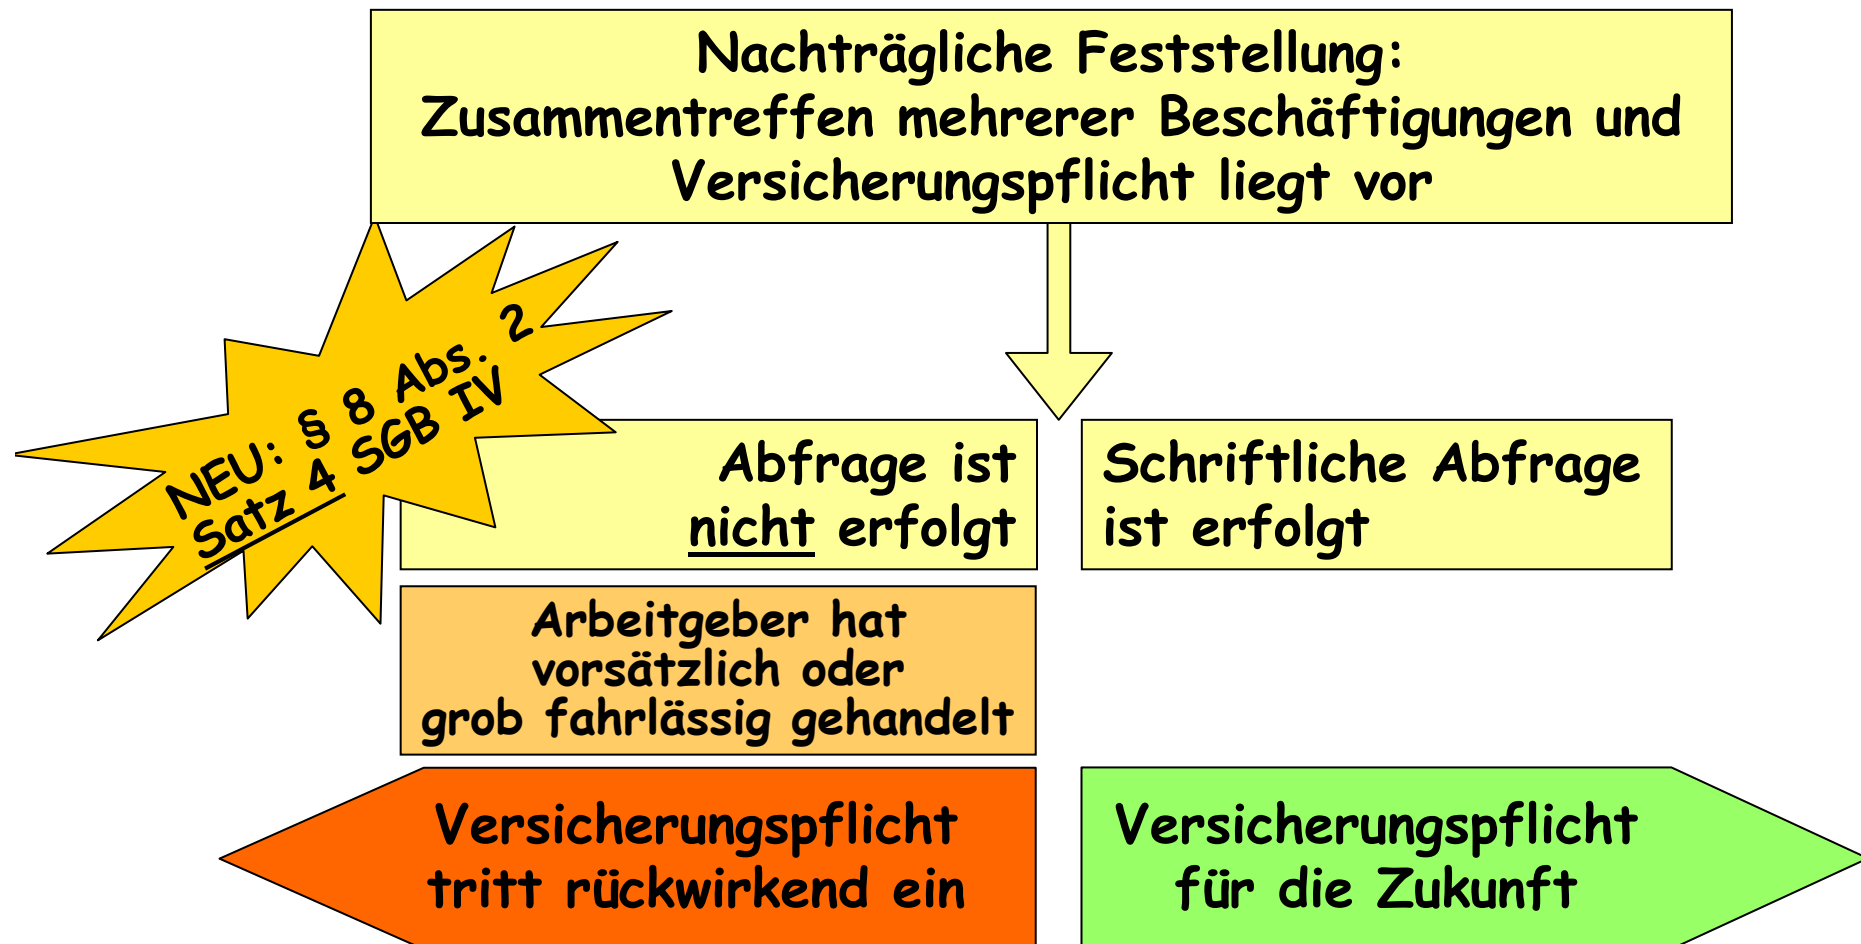 Nachträgliche Feststellung:
Zusammentreffen mehrerer Beschäftigungen und
Versicherungspflicht liegt vor
NEU: § 8 Abs. 2
Satz 4 SGB IV
Abfrage ist
nicht erfolgt
Schriftliche Abfrage
ist erfolgt
Arbeitgeber hat
vorsätzlich oder
grob fahrlässig gehandelt
Versicherungspflicht
tritt rückwirkend ein
Versicherungspflicht
für die Zukunft